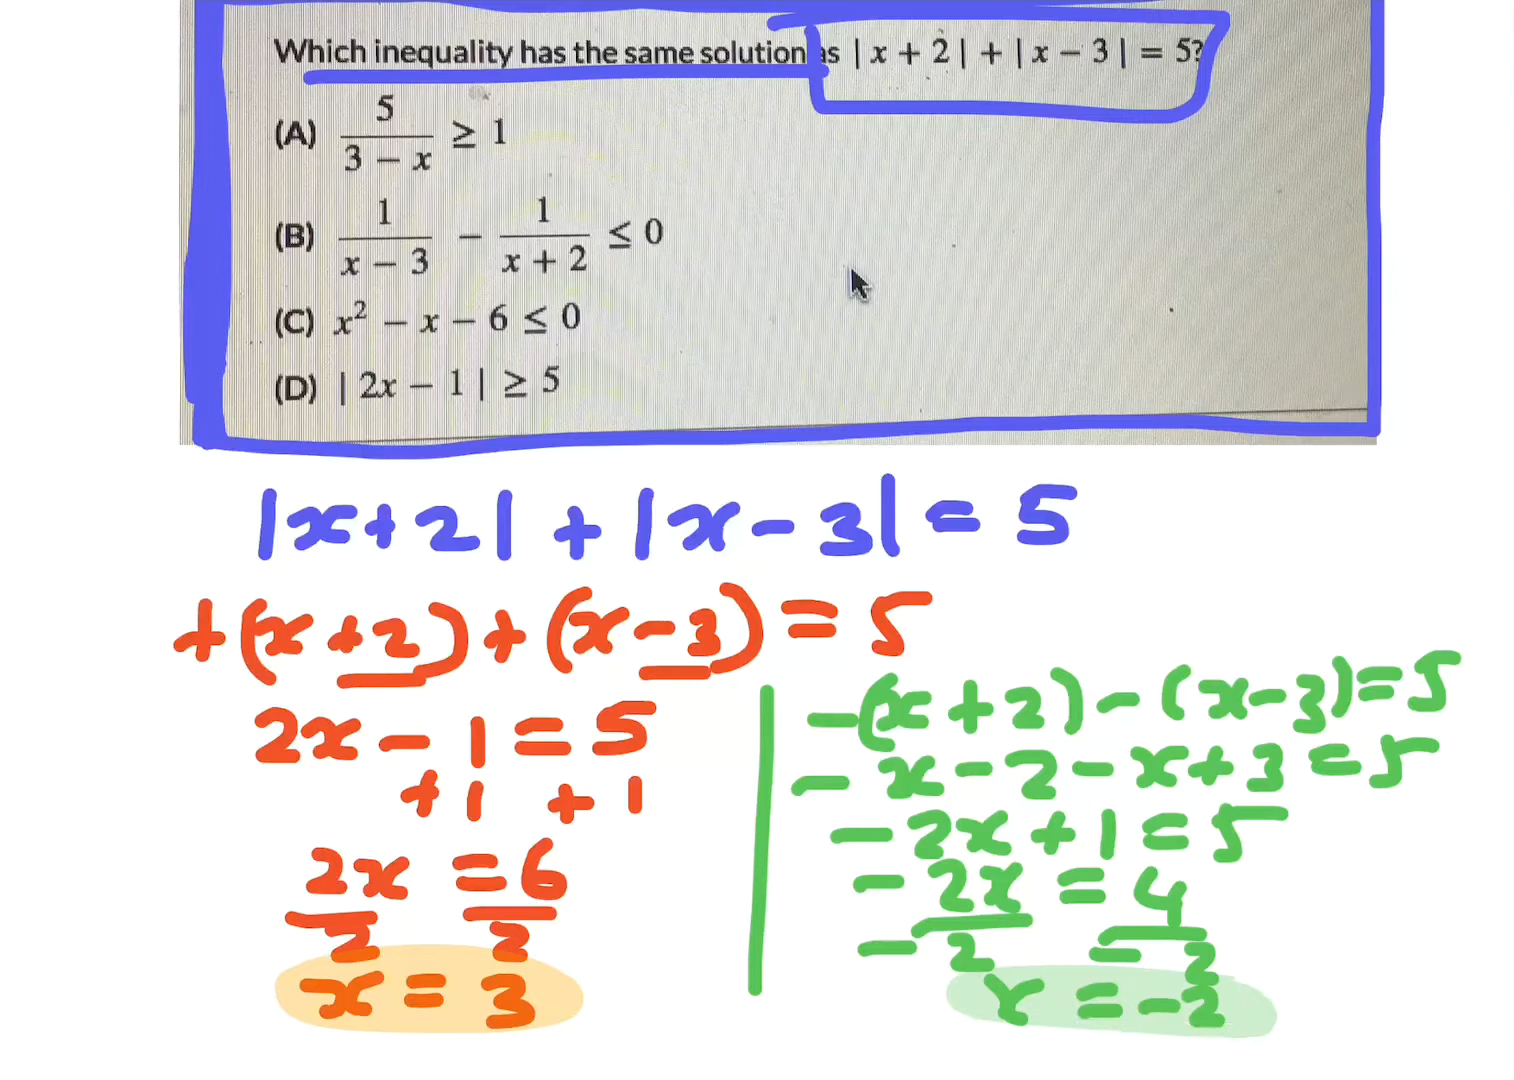 Which inequality has the same solution as | x + 2 | + | x − 3 | = 5?
(A) 5/(3 − x) ≥ 1
(B) 1/(x − 3) − 1/(x + 2) ≤ 0
(C) x² − x − 6 ≤ 0
(D) | 2x − 1 | ≥ 5
|x+2| + |x−3| = 5
+(x+2)+(x−3)=5
2x − 1 = 5
+1 +1
2x/2 = 6/2
x = 3
−(x+2)−(x−3)=5
−x−2−x+3=5
−2x+1=5
−2x/−2 = 4/−2
x = −2